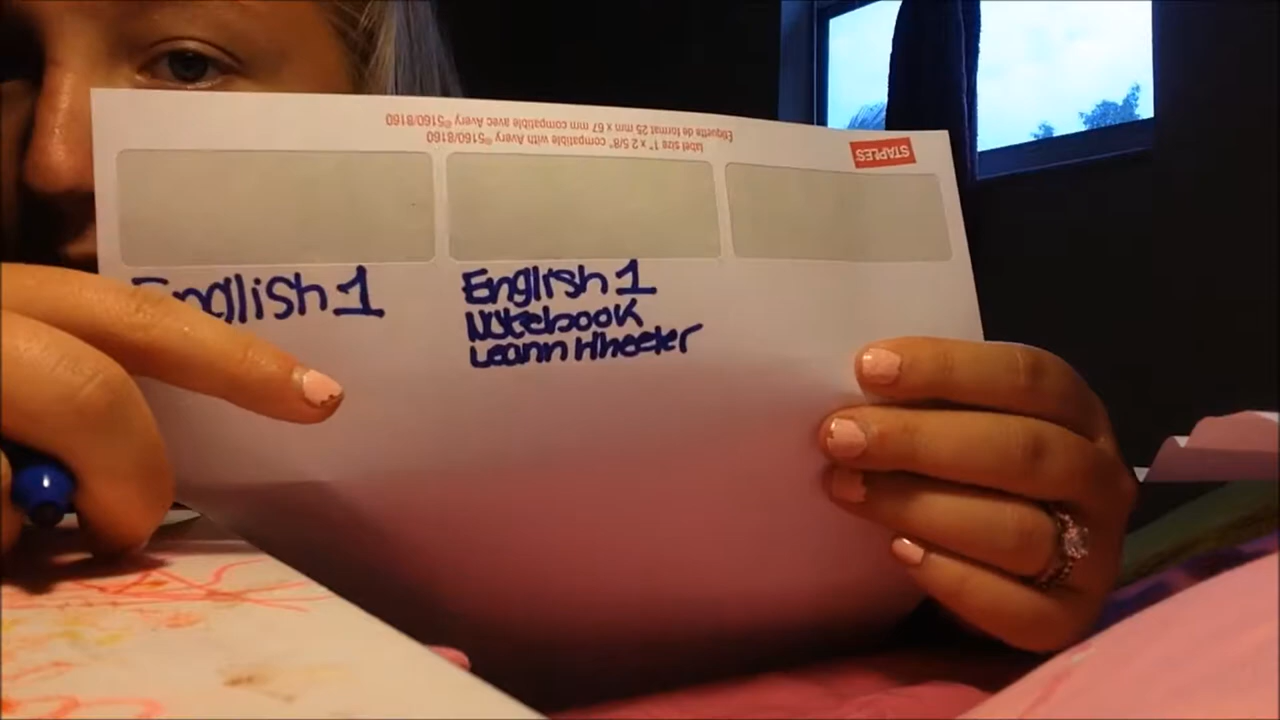 Etiquette de format 25 mm x 67 mm compatible avec Avery ®5160/8160
label size 1" x 2 5/8" compatible with Avery ®5160/8160
STAPLES
English 1
English 1
Notebook
Leann Wheeler